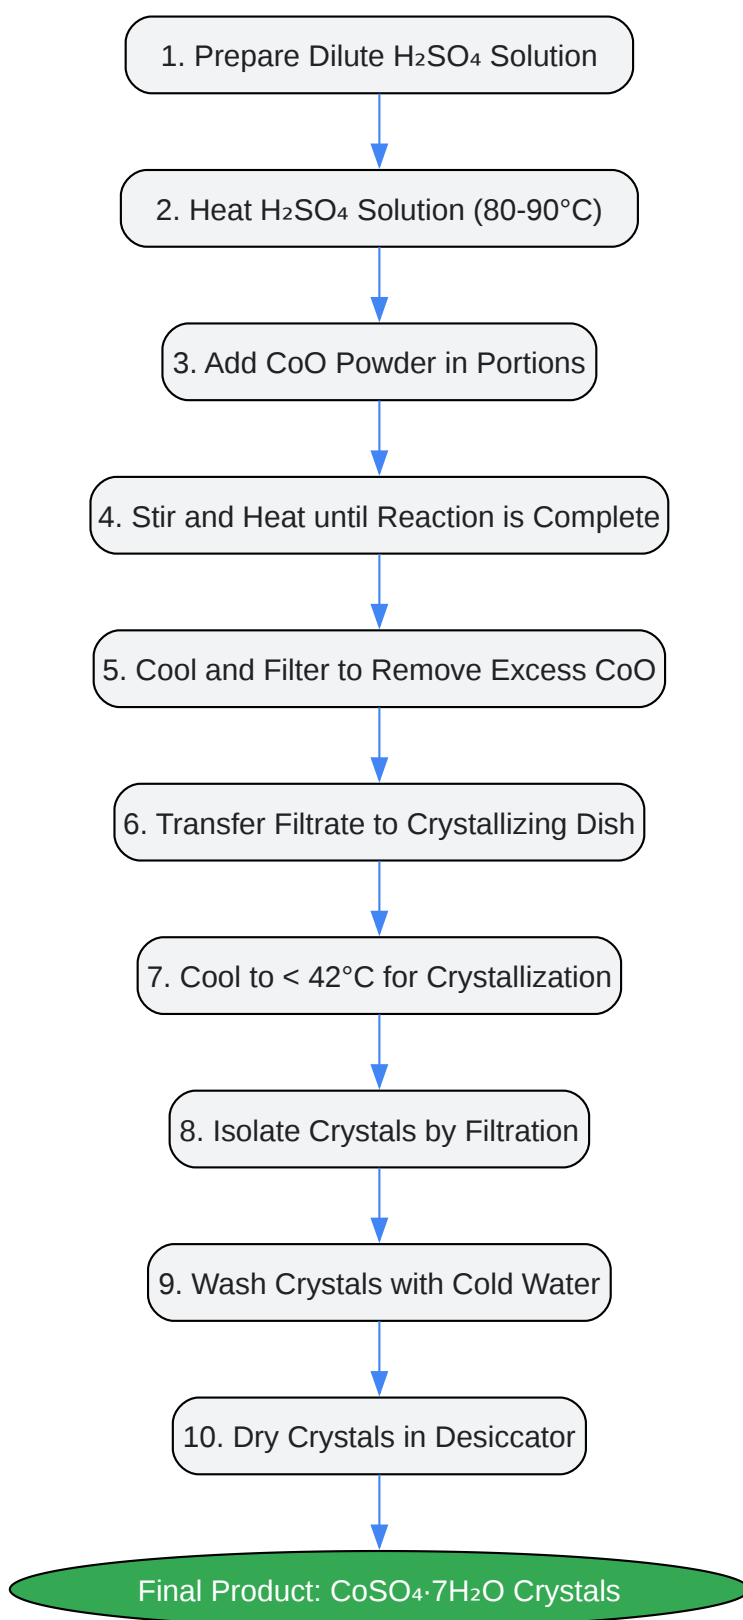 1. Prepare Dilute H₂SO₄ Solution
2. Heat H₂SO₄ Solution (80-90°C)
3. Add CoO Powder in Portions
4. Stir and Heat until Reaction is Complete
5. Cool and Filter to Remove Excess CoO
6. Transfer Filtrate to Crystallizing Dish
7. Cool to < 42°C for Crystallization
8. Isolate Crystals by Filtration
9. Wash Crystals with Cold Water
10. Dry Crystals in Desiccator
Final Product: CoSO₄·7H₂O Crystals